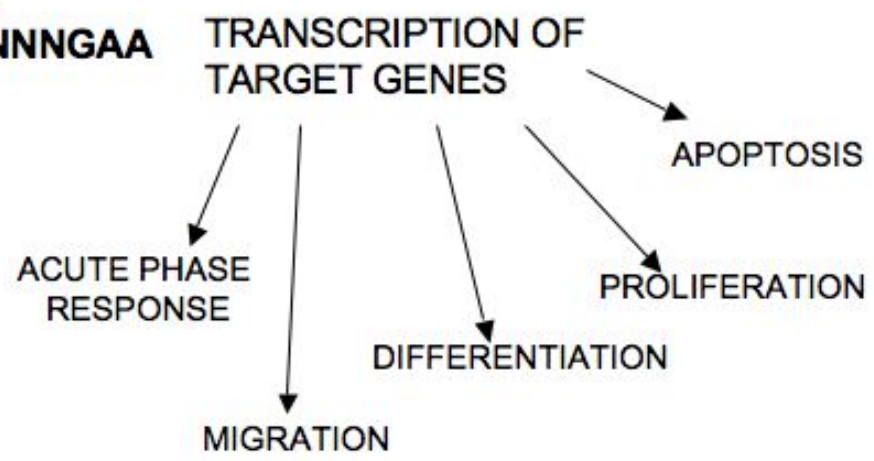 NNNGAA
TRANSCRIPTION OF
TARGET GENES
APOPTOSIS
ACUTE PHASE
RESPONSE
PROLIFERATION
DIFFERENTIATION
MIGRATION